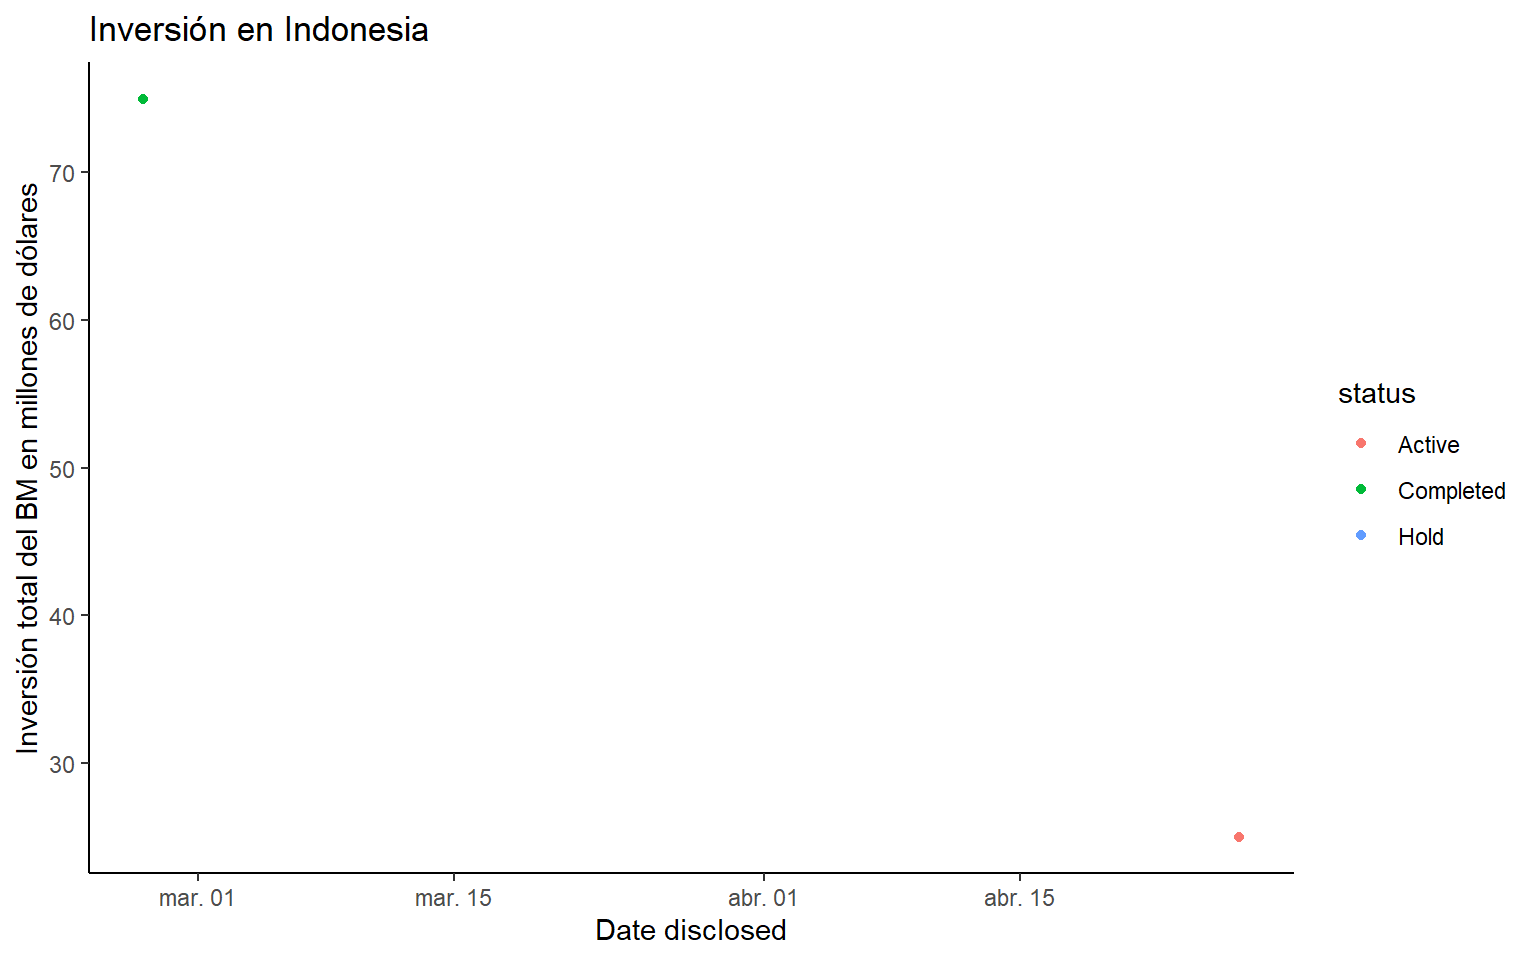 Inversión en Indonesia
Inversión total del BM en millones de dólares
70
60
50
40
30
mar. 01
mar. 15
abr. 01
abr. 15
Date disclosed
status
Active
Completed
Hold